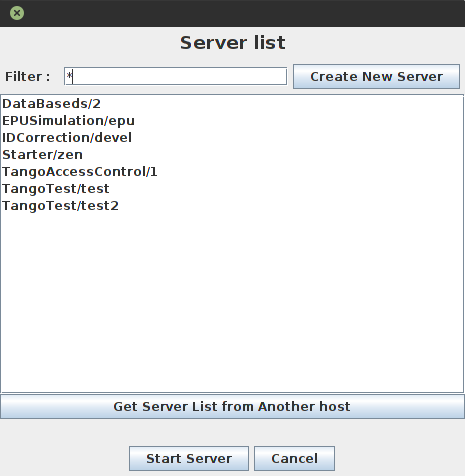 Server list
Filter : * Create New Server
DataBaseds/2
EPUSimulation/epu
IDCorrection/devel
Starter/zen
TangoAccessControl/1
TangoTest/test
TangoTest/test2
Get Server List from Another host
Start Server Cancel